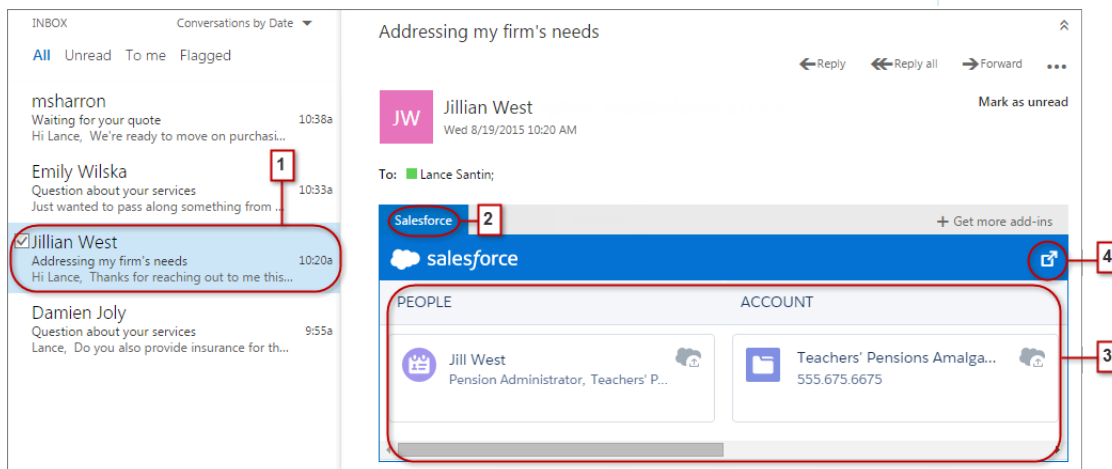 INBOX
Conversations by Date
All Unread To me Flagged
msharron
Waiting for your quote 10:38a
Hi Lance, We're ready to move on purchasi...
1
Emily Wilska
Question about your services 10:33a
Just wanted to pass along something from ...
Jillian West
Addressing my firm's needs 10:20a
Hi Lance, Thanks for reaching out to me this...
Damien Joly
Question about your services 9:55a
Lance, Do you also provide insurance for th...
Addressing my firm's needs
Reply Reply all Forward ...
JW
Jillian West
Wed 8/19/2015 10:20 AM
Mark as unread
To: Lance Santin;
Salesforce
2
+ Get more add-ins
salesforce
4
PEOPLE
ACCOUNT
Jill West
Pension Administrator, Teachers' P...
Teachers' Pensions Amalga...
555.675.6675
3